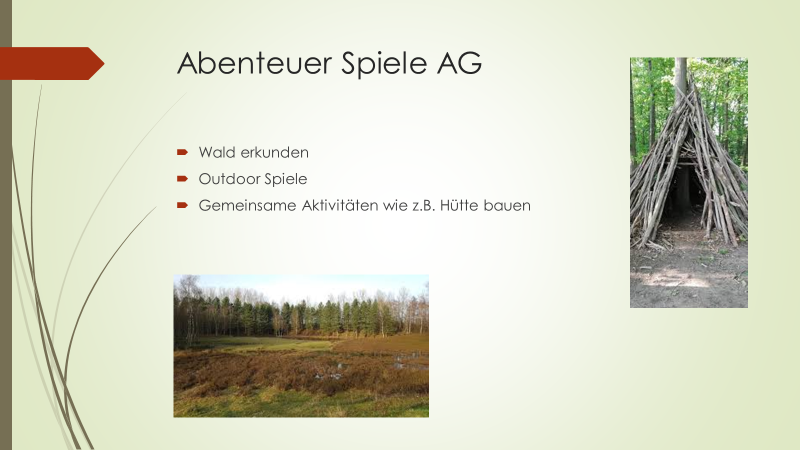 Abenteuer Spiele AG
Wald erkunden
Outdoor Spiele
Gemeinsame Aktivitäten wie z.B. Hütte bauen